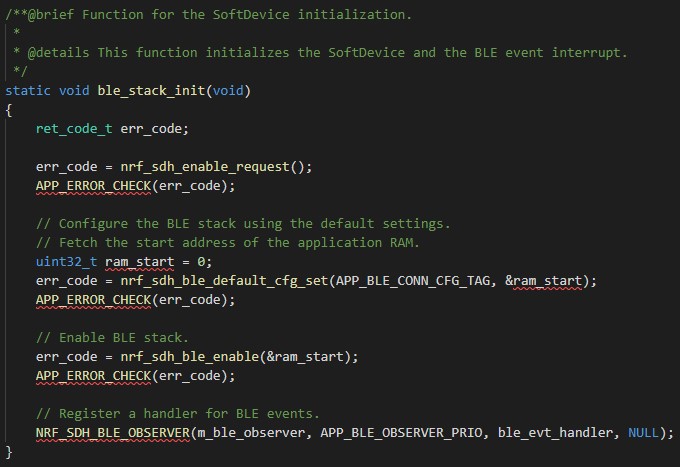 /**@brief Function for the SoftDevice initialization.
 *
 * @details This function initializes the SoftDevice and the BLE event interrupt.
 */
static void ble_stack_init(void)
{
    ret_code_t err_code;

    err_code = nrf_sdh_enable_request();
    APP_ERROR_CHECK(err_code);

    // Configure the BLE stack using the default settings.
    // Fetch the start address of the application RAM.
    uint32_t ram_start = 0;
    err_code = nrf_sdh_ble_default_cfg_set(APP_BLE_CONN_CFG_TAG, &ram_start);
    APP_ERROR_CHECK(err_code);

    // Enable BLE stack.
    err_code = nrf_sdh_ble_enable(&ram_start);
    APP_ERROR_CHECK(err_code);

    // Register a handler for BLE events.
    NRF_SDH_BLE_OBSERVER(m_ble_observer, APP_BLE_OBSERVER_PRIO, ble_evt_handler, NULL);
}